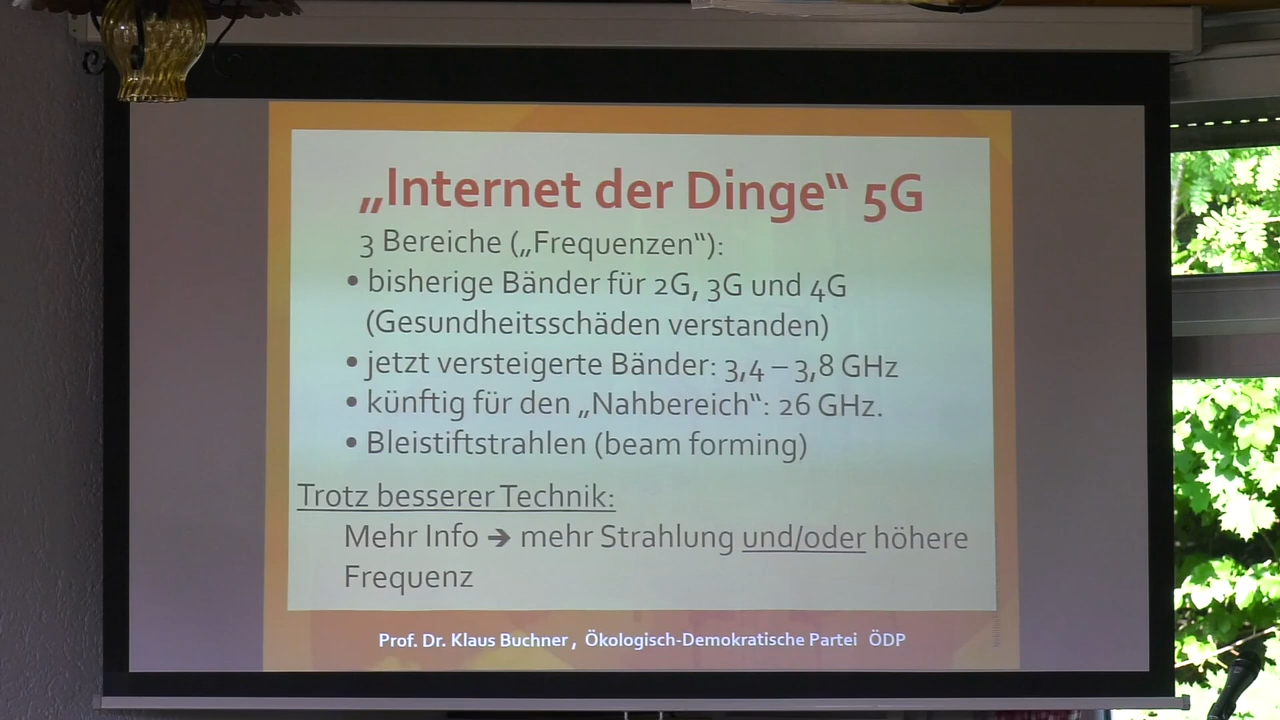 „Internet der Dinge“ 5G
3 Bereiche („Frequenzen“):
• bisherige Bänder für 2G, 3G und 4G
(Gesundheitsschäden verstanden)
• jetzt versteigerte Bänder: 3,4 – 3,8 GHz
• künftig für den „Nahbereich“: 26 GHz.
• Bleistiftstrahlen (beam forming)
Trotz besserer Technik:
Mehr Info ➔ mehr Strahlung und/oder höhere
Frequenz
Prof. Dr. Klaus Buchner , Ökologisch-Demokratische Partei ÖDP